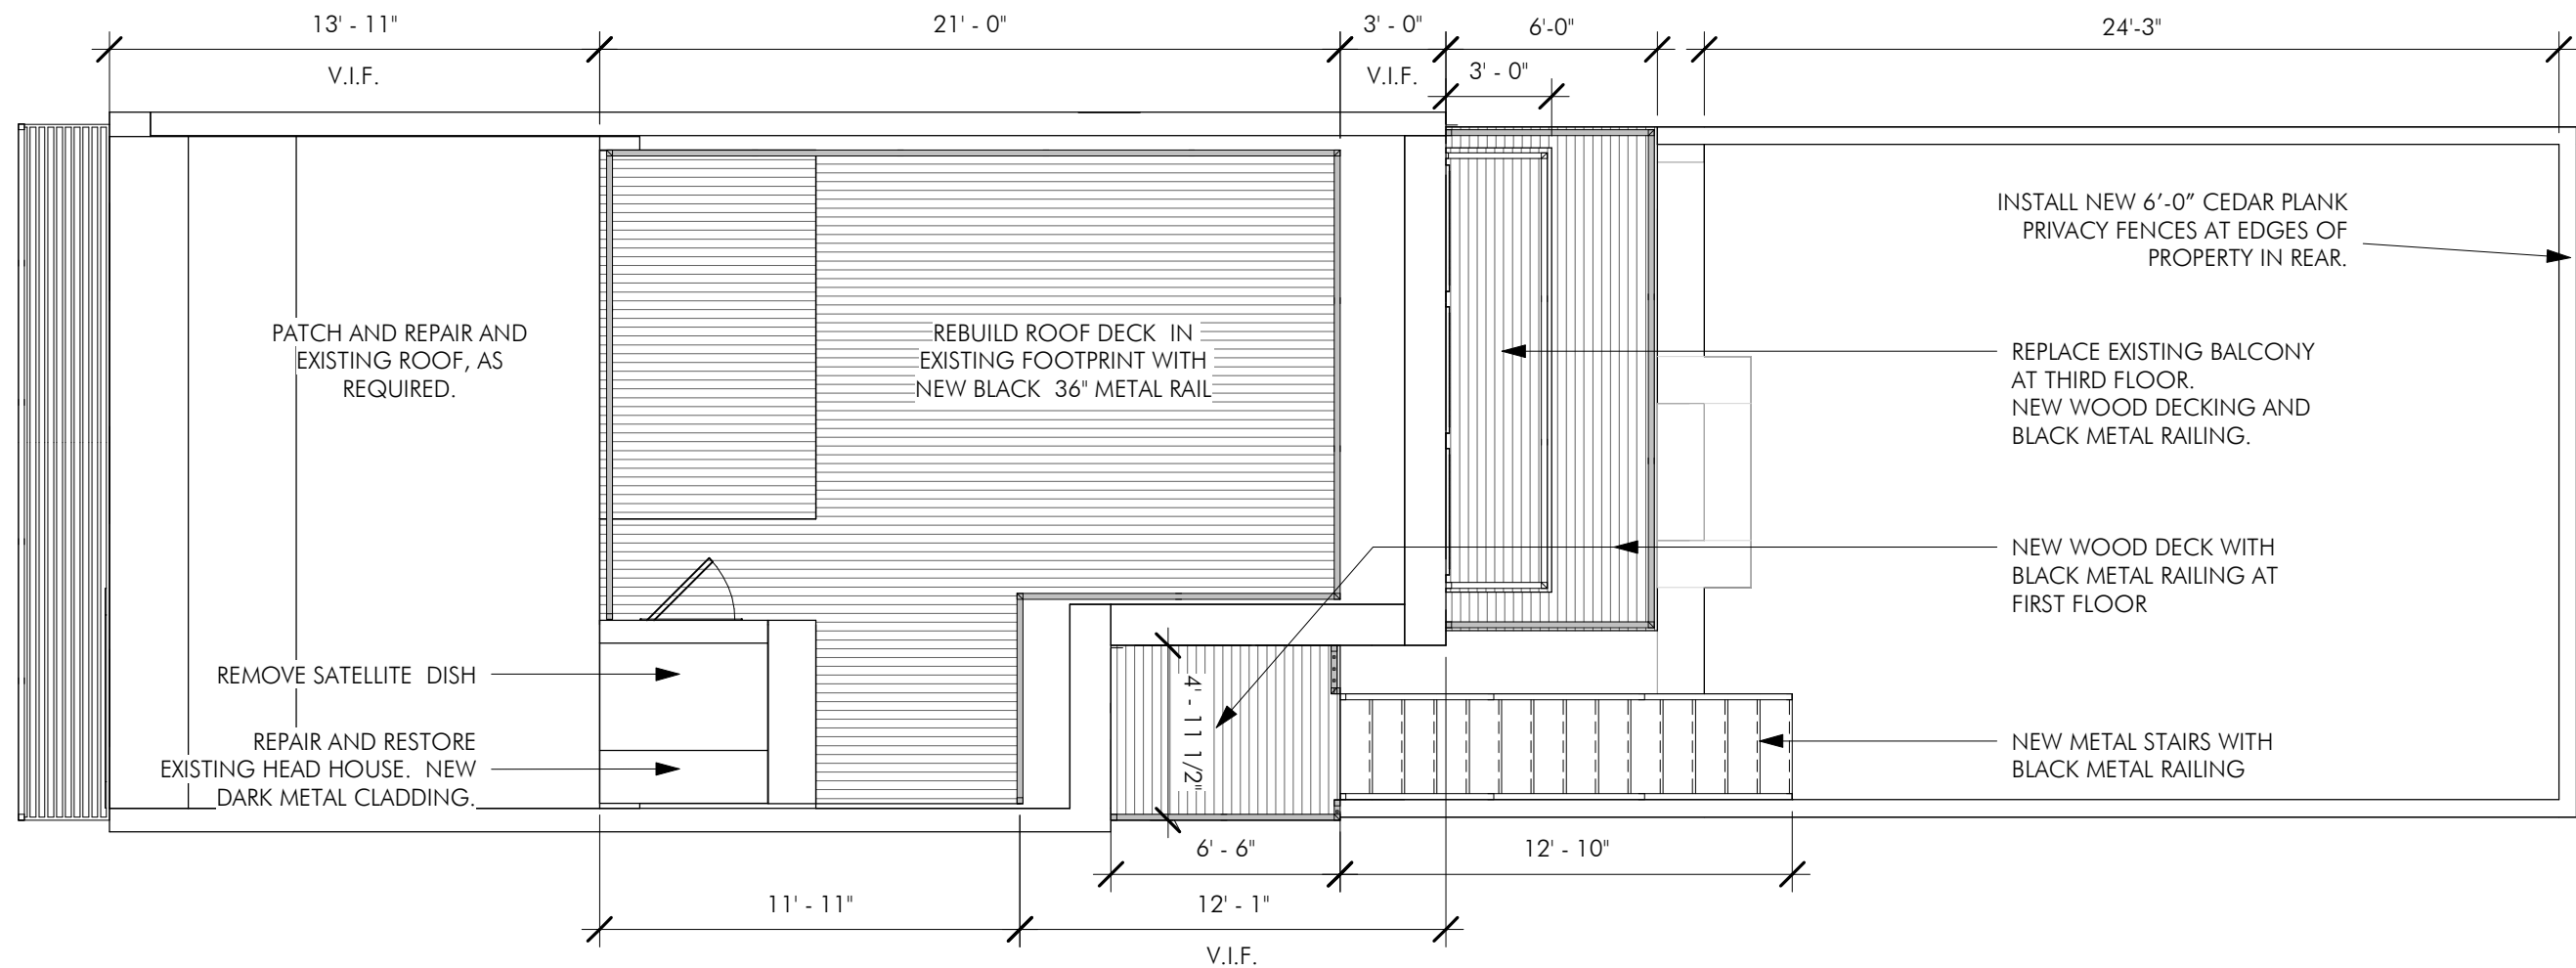 13' - 11"
21' - 0"
3' - 0"
6'-0"
24'-3"
V.I.F.
V.I.F.
3' - 0"
INSTALL NEW 6'-0" CEDAR PLANK
PRIVACY FENCES AT EDGES OF
PROPERTY IN REAR.
PATCH AND REPAIR AND
EXISTING ROOF, AS
REQUIRED.
REBUILD ROOF DECK IN
EXISTING FOOTPRINT WITH
NEW BLACK 36" METAL RAIL
REPLACE EXISTING BALCONY
AT THIRD FLOOR.
NEW WOOD DECKING AND
BLACK METAL RAILING.
NEW WOOD DECK WITH
BLACK METAL RAILING AT
FIRST FLOOR
REMOVE SATELLITE DISH
4' - 11 1/2"
REPAIR AND RESTORE
EXISTING HEAD HOUSE. NEW
DARK METAL CLADDING.
NEW METAL STAIRS WITH
BLACK METAL RAILING
6' - 6"
12' - 10"
11' - 11"
12' - 1"
V.I.F.